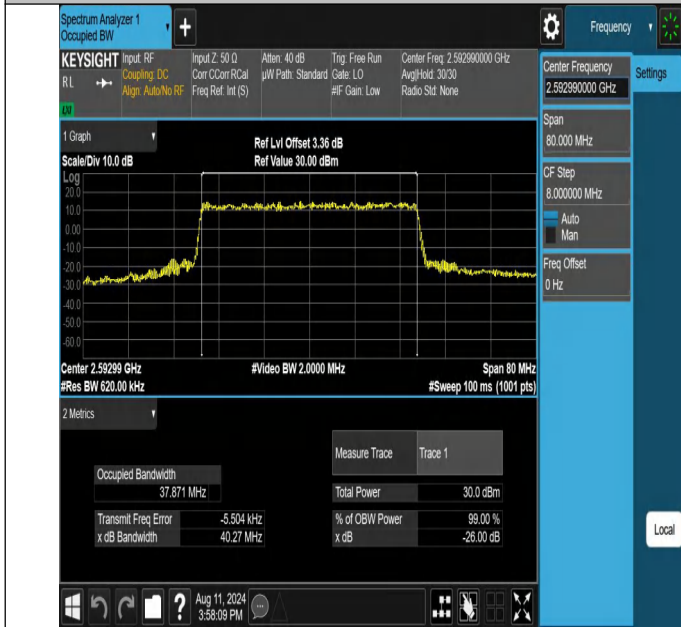 Spectrum Analyzer 1
Occupied BW
Frequency
KEYSIGHT
RL
LXI
Input: RF
Coupling: DC
Align: Auto/No RF
Input Z: 50 Ω
Corr CCorr RCal
Freq Ref: Int (S)
Atten: 40 dB
µW Path: Standard
Trig: Free Run
Gate: LO
#IF Gain: Low
Center Freq: 2.592990000 GHz
Avg|Hold: 30/30
Radio Std: None
Center Frequency
2.592990000 GHz
Settings
Span
80.000 MHz
CF Step
8.000000 MHz
Auto
Man
Freq Offset
0 Hz
1 Graph
Scale/Div 10.0 dB
Ref Lvl Offset 3.36 dB
Ref Value 30.00 dBm
Log
20.0
10.0
0.00
-10.0
-20.0
-30.0
-40.0
-50.0
-60.0
Center 2.59299 GHz
#Video BW 2.0000 MHz
Span 80 MHz
#Res BW 620.00 kHz
#Sweep 100 ms (1001 pts)
2 Metrics
Measure Trace
Trace 1
Occupied Bandwidth
37.871 MHz
Total Power
30.0 dBm
Transmit Freq Error
-5.504 kHz
% of OBW Power
99.00 %
x dB Bandwidth
40.27 MHz
x dB
-26.00 dB
Local
?
Aug 11, 2024
3:58:09 PM